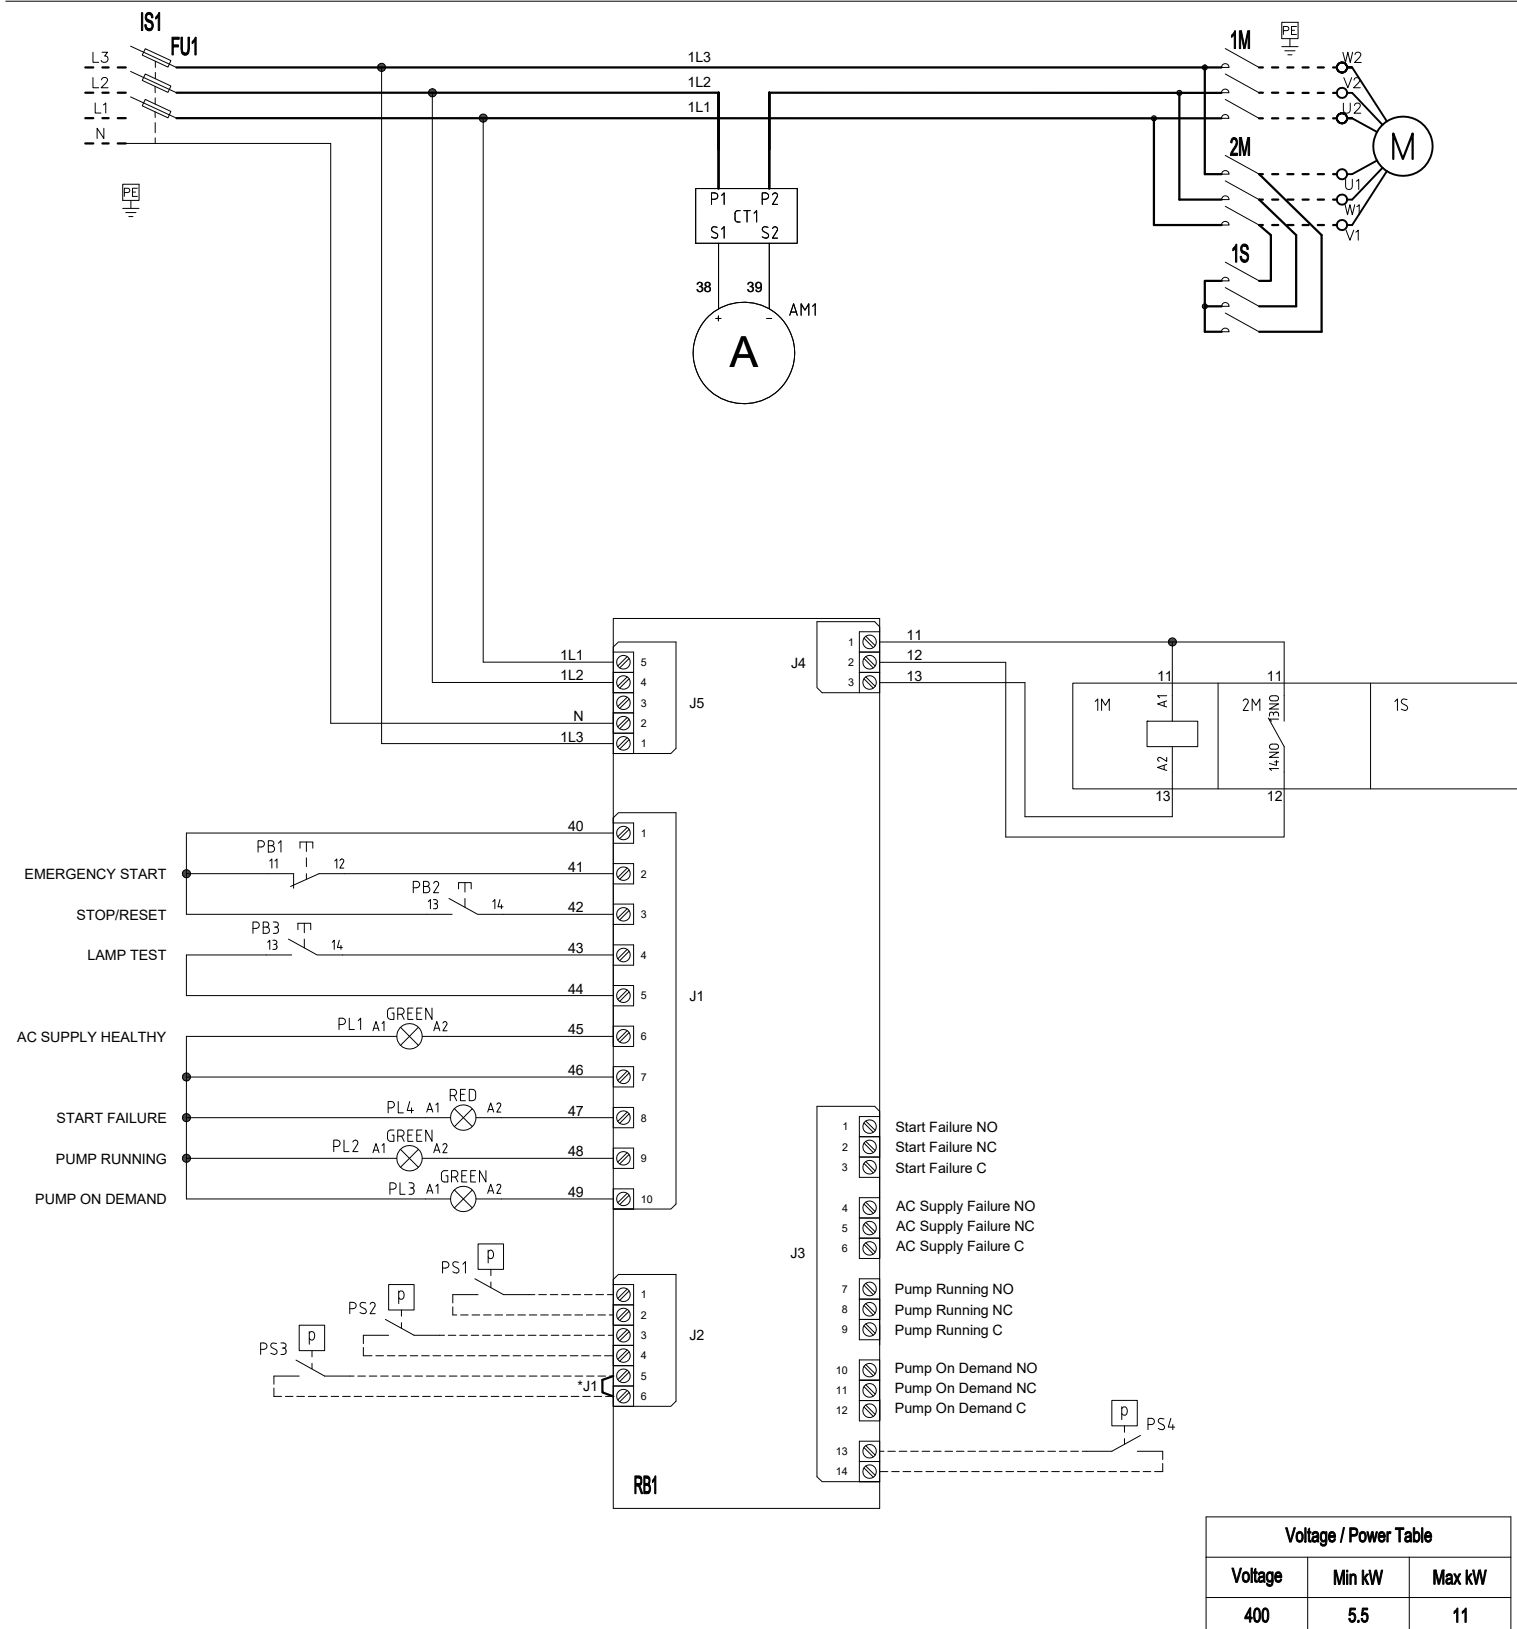 IS1
FU1
L3
L2
L1
N
PE
1L3
1L2
1L1
1M
PE
W2
V2
U2
M
2M
U1
W1
V1
1S
P1 P2
CT1
S1 S2
38 39
AM1
+ −
A
1L1 5
1L2 4
3
N 2
1L3 1
J5
J4
1 11
2 12
3 13
11 11
1M A1 A2
2M 13NO 14NO
1S
13 12
40 1
EMERGENCY START PB1 11 12 41 2
STOP/RESET PB2 13 14 42 3
LAMP TEST PB3 13 14 43 4
44 5
J1
AC SUPPLY HEALTHY PL1 A1 GREEN A2 45 6
46 7
START FAILURE PL4 A1 RED A2 47 8
PUMP RUNNING PL2 A1 GREEN A2 48 9
PUMP ON DEMAND PL3 A1 GREEN A2 49 10
PS1 p 1
2
PS2 p 3
4
PS3 p 5
*J1 6
J2
J3
1 Start Failure NO
2 Start Failure NC
3 Start Failure C
4 AC Supply Failure NO
5 AC Supply Failure NC
6 AC Supply Failure C
7 Pump Running NO
8 Pump Running NC
9 Pump Running C
10 Pump On Demand NO
11 Pump On Demand NC
12 Pump On Demand C
13 p PS4
14
RB1
Voltage / Power Table
Voltage Min kW Max kW
400 5.5 11